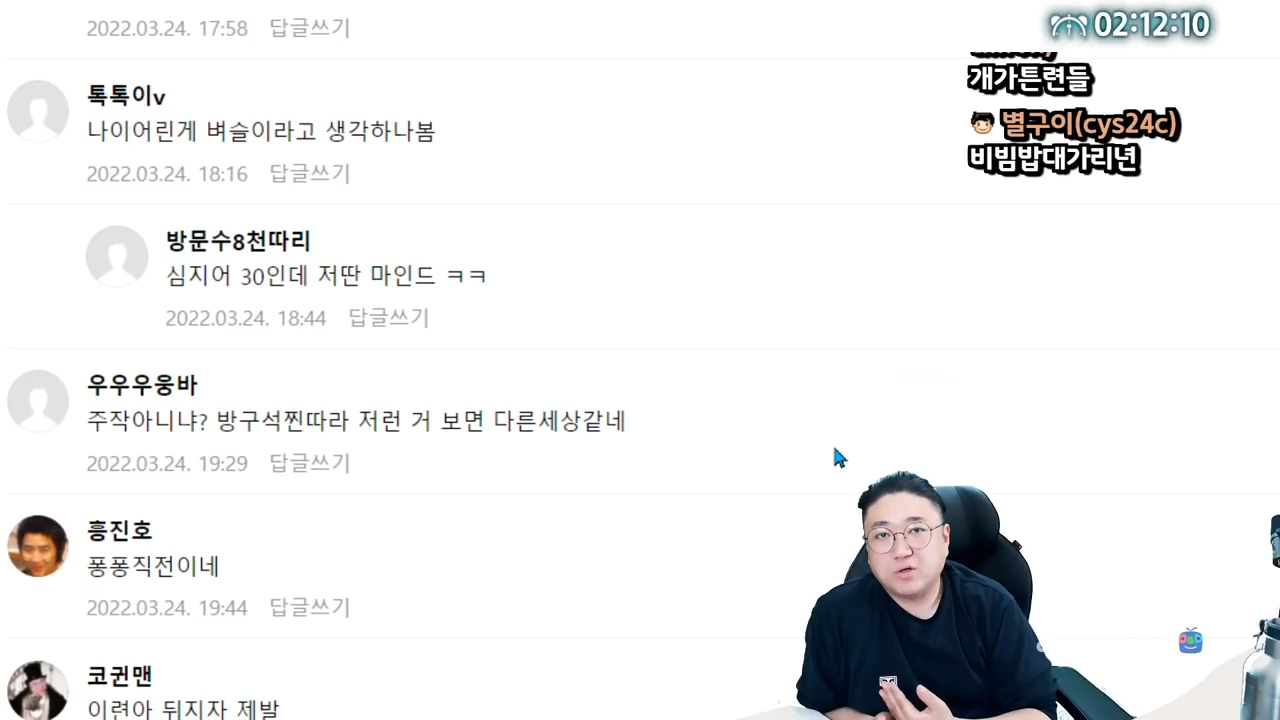 2022.03.24. 17:58 답글쓰기
톡톡이v
나이어린게 벼슬이라고 생각하나봄
2022.03.24. 18:16 답글쓰기
방문수8천따리
심지어 30인데 저딴 마인드 ㅋㅋ
2022.03.24. 18:44 답글쓰기
우우우웅바
주작아니냐? 방구석찐따라 저런 거 보면 다른세상같네
2022.03.24. 19:29 답글쓰기
흥진호
퐁퐁직전이네
2022.03.24. 19:44 답글쓰기
코귄맨
이련아 뒤지자 제발
02:12:10
개가튼련들
별구이(cys24c)
비빔밥대가리년